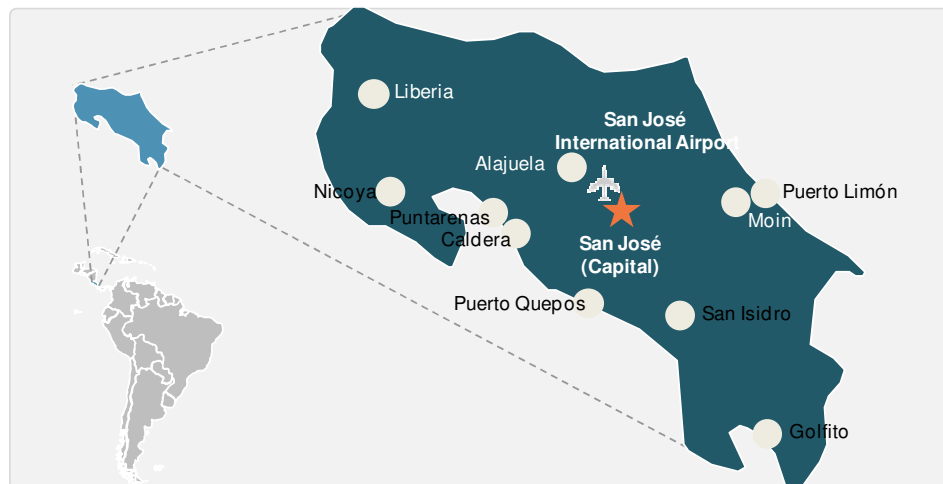 Liberia
San José
International Airport
Alajuela
Nicoya
Puerto Limón
Puntarenas
Moin
Caldera
San José
(Capital)
Puerto Quepos
San Isidro
Golfito